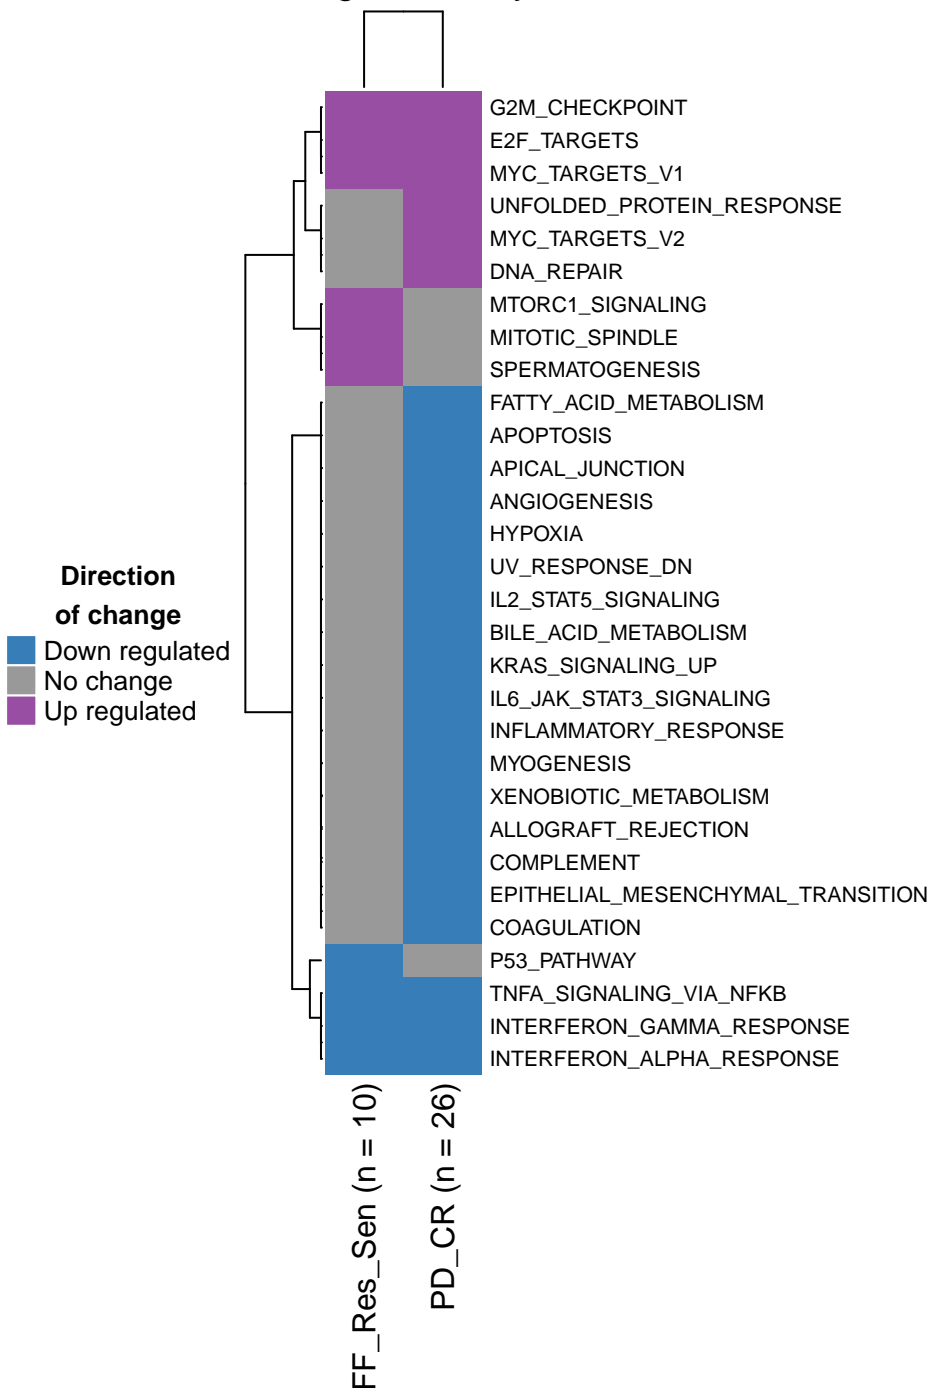 G2M_CHECKPOINT
E2F_TARGETS
MYC_TARGETS_V1
UNFOLDED_PROTEIN_RESPONSE
MYC_TARGETS_V2
DNA_REPAIR
MTORC1_SIGNALING
MITOTIC_SPINDLE
SPERMATOGENESIS
FATTY_ACID_METABOLISM
APOPTOSIS
APICAL_JUNCTION
ANGIOGENESIS
HYPOXIA
UV_RESPONSE_DN
IL2_STAT5_SIGNALING
BILE_ACID_METABOLISM
KRAS_SIGNALING_UP
IL6_JAK_STAT3_SIGNALING
INFLAMMATORY_RESPONSE
MYOGENESIS
XENOBIOTIC_METABOLISM
ALLOGRAFT_REJECTION
COMPLEMENT
EPITHELIAL_MESENCHYMAL_TRANSITION
COAGULATION
P53_PATHWAY
TNFA_SIGNALING_VIA_NFKB
INTERFERON_GAMMA_RESPONSE
INTERFERON_ALPHA_RESPONSE
Direction
of change
Down regulated
No change
Up regulated
FF_Res_Sen (n = 10)
PD_CR (n = 26)